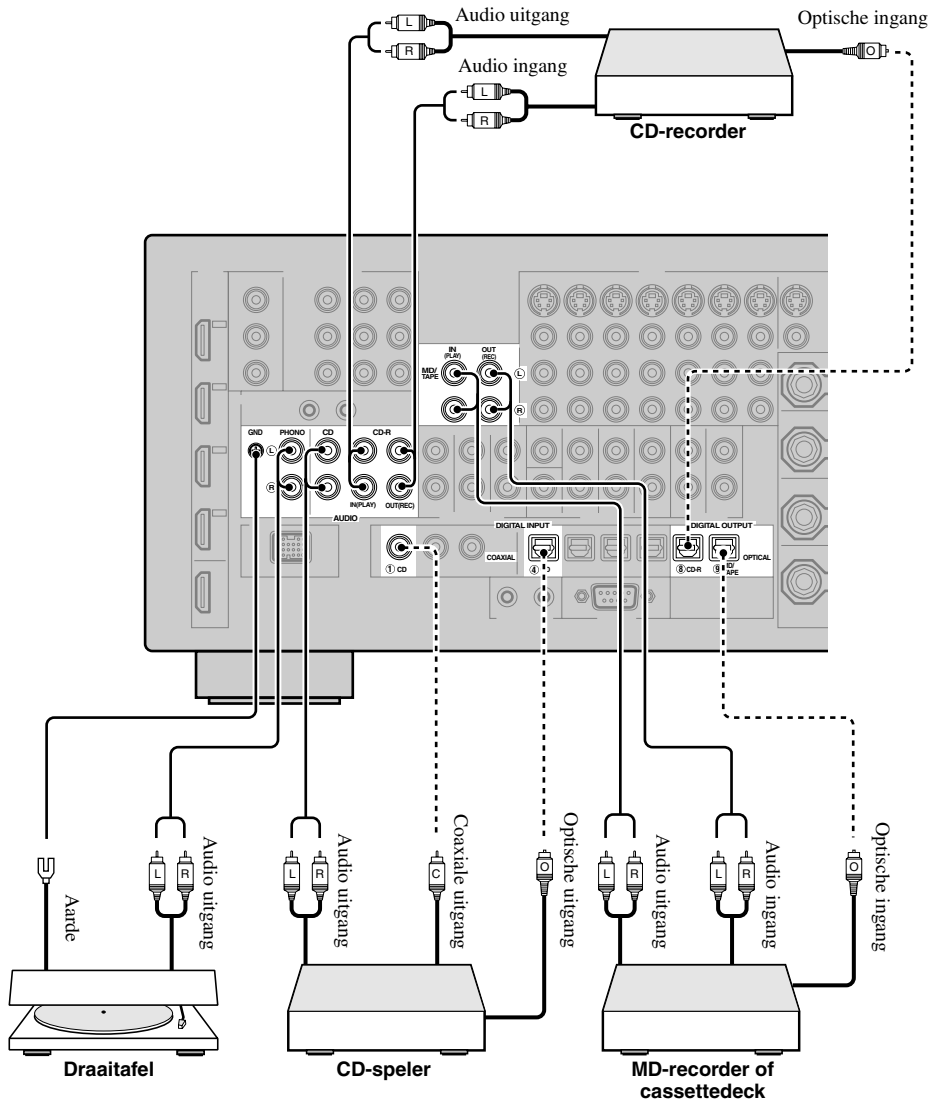 Audio uitgang
Optische ingang
L
R
O
Audio ingang
L
R
CD-recorder
IN
(PLAY)
OUT
(REC)
MD/
TAPE
L
R
GND
PHONO
CD
CD-R
L
R
IN(PLAY)
OUT(REC)
AUDIO
DIGITAL INPUT
DIGITAL OUTPUT
COAXIAL
OPTICAL
1 CD
4
8 CD-R
9
Aarde
L
R
Audio uitgang
L
R
Audio uitgang
C
Coaxiale uitgang
O
Optische uitgang
L
R
Audio uitgang
L
R
Audio ingang
O
Optische ingang
Draaitafel
CD-speler
MD-recorder of
cassettedeck